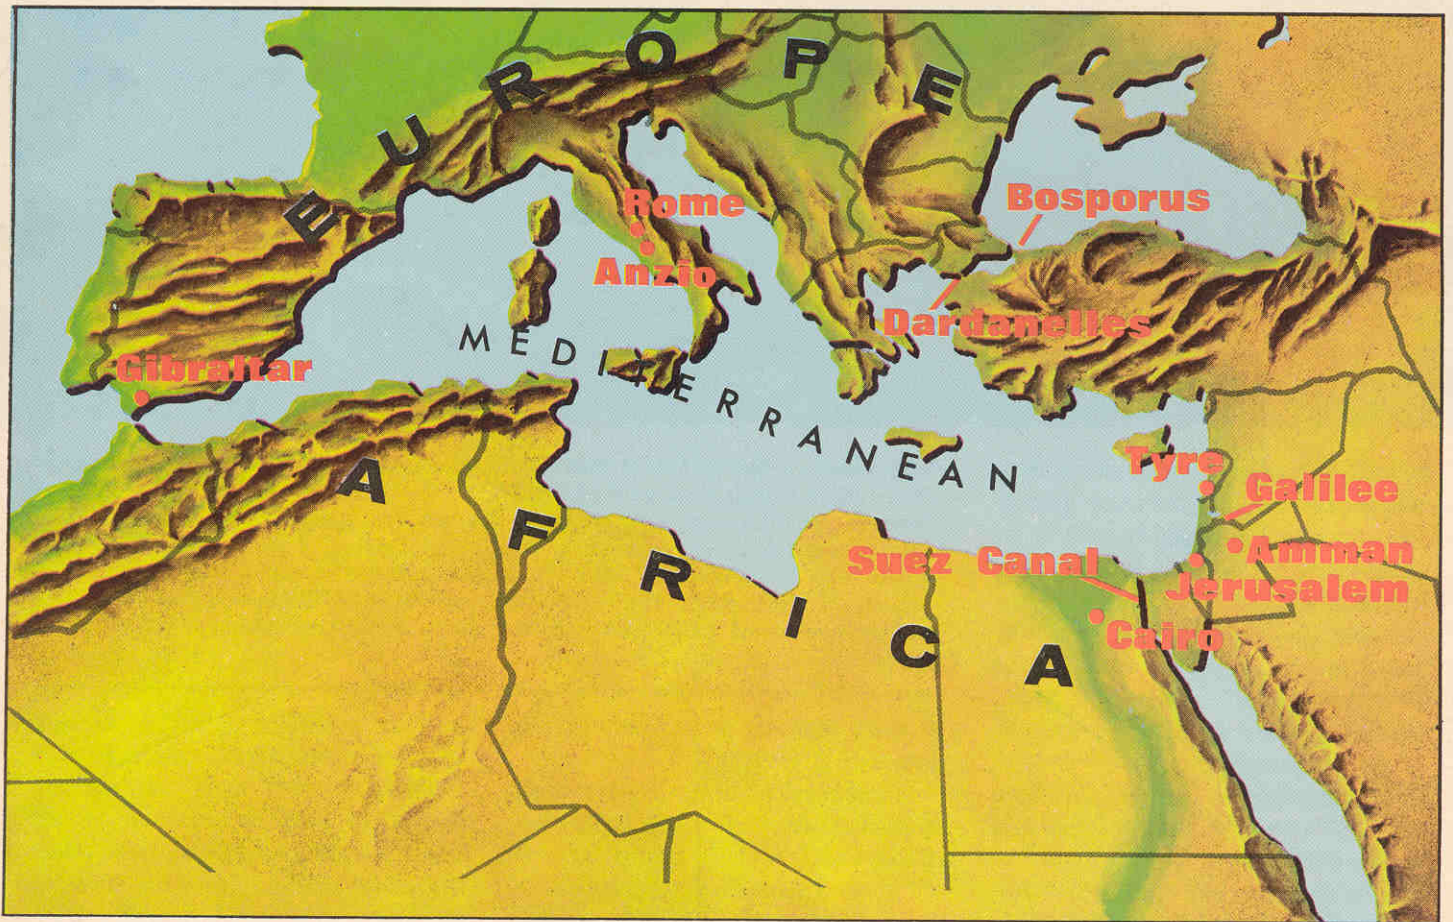 EUROPE
Bosporus
Rome
Anzio
Dardanelles
MEDITERRANEAN
Gibraltar
Tyre
Galilee
AFRICA
Suez Canal
Amman
Jerusalem
Cairo